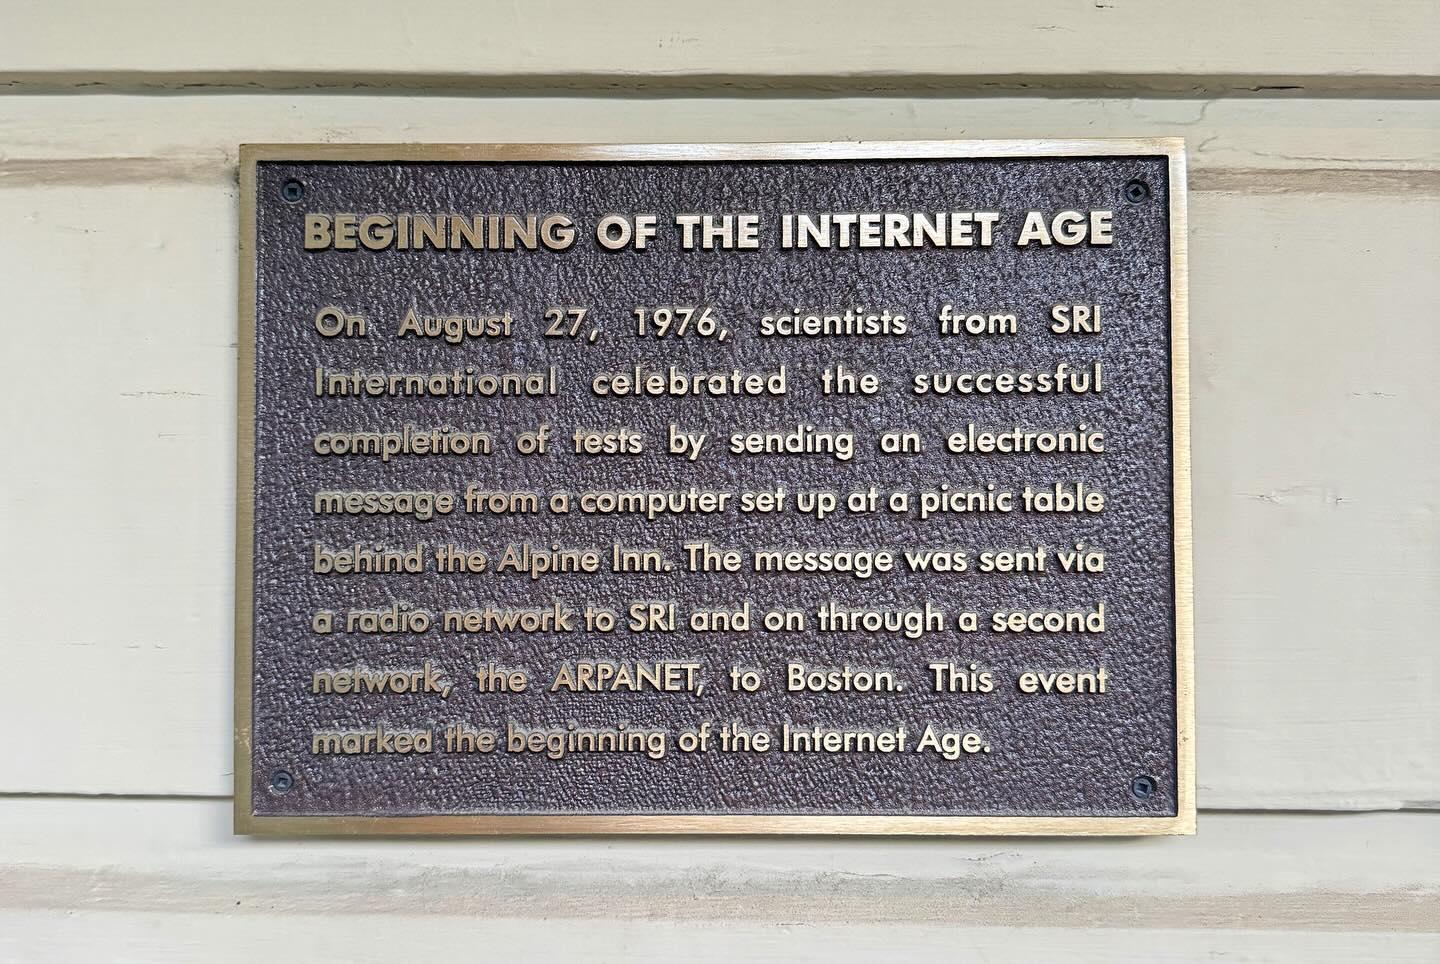 BEGINNING OF THE INTERNET AGE
On August 27, 1976, scientists from SRI
International celebrated the successful
completion of tests by sending an electronic
message from a computer set up at a picnic table
behind the Alpine Inn. The message was sent via
a radio network to SRI and on through a second
network, the ARPANET, to Boston. This event
marked the beginning of the Internet Age.